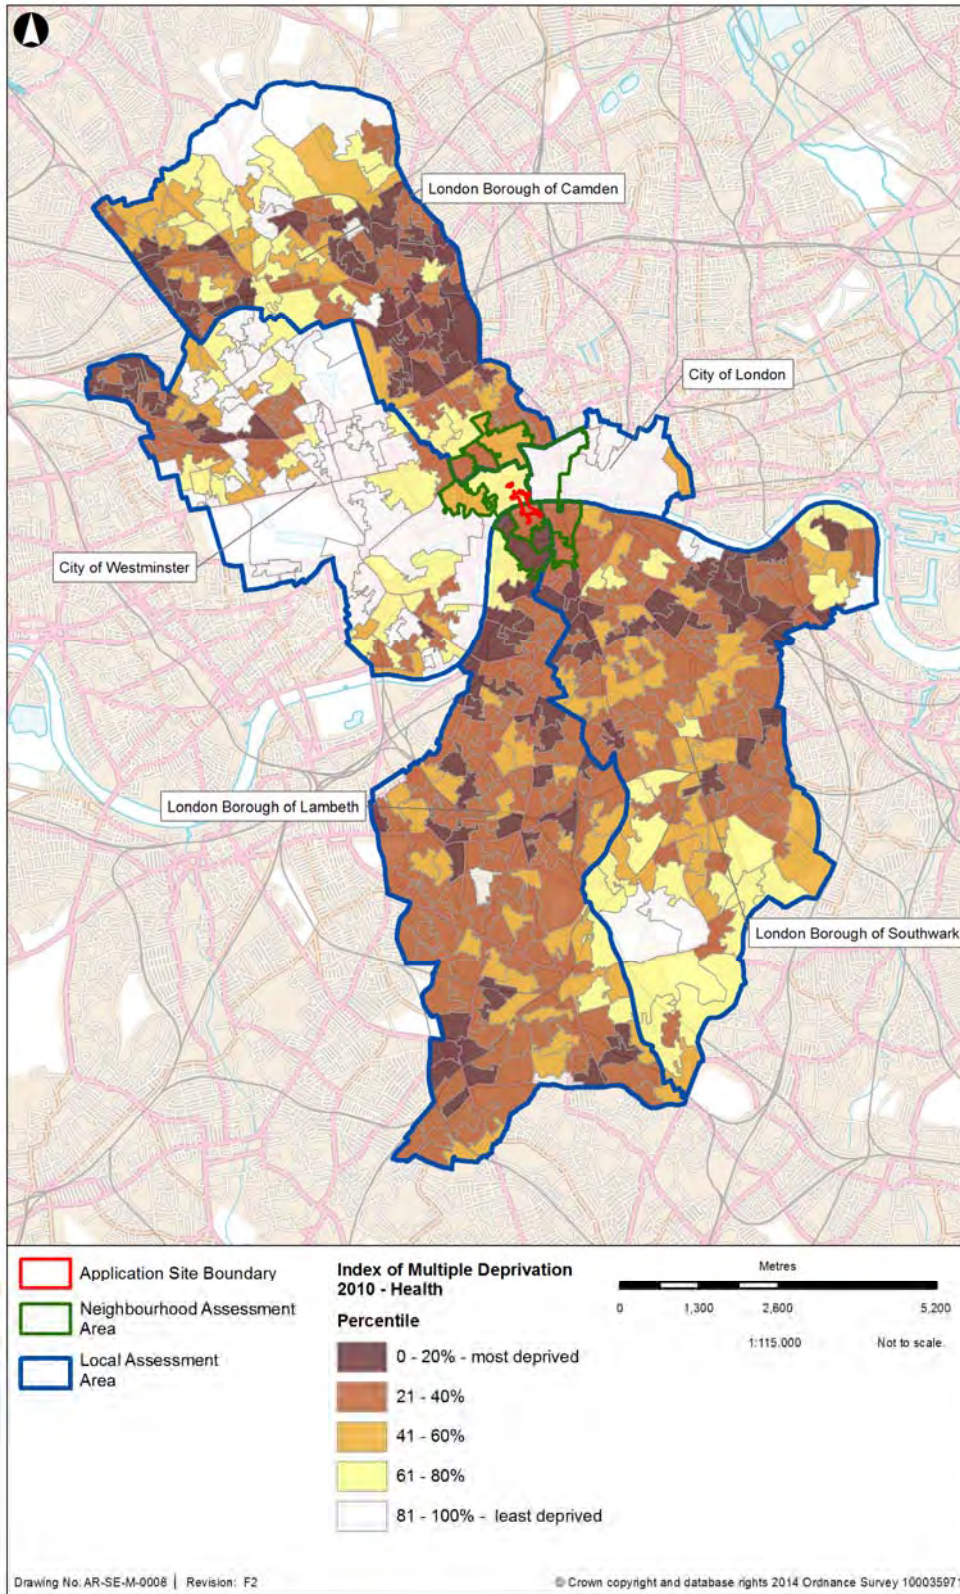 London Borough of Camden
City of London
City of Westminster
London Borough of Lambeth
London Borough of Southwark
Application Site Boundary
Neighbourhood Assessment
Area
Local Assessment
Area
Index of Multiple Deprivation
2010 - Health
Percentile
0 - 20% - most deprived
21 - 40%
41 - 60%
61 - 80%
81 - 100% - least deprived
Metres
0 1,300 2,600 5,200
1:115,000 Not to scale.
Drawing No: AR-SE-M-0008 | Revision: F2
© Crown copyright and database rights 2014 Ordnance Survey 100035971